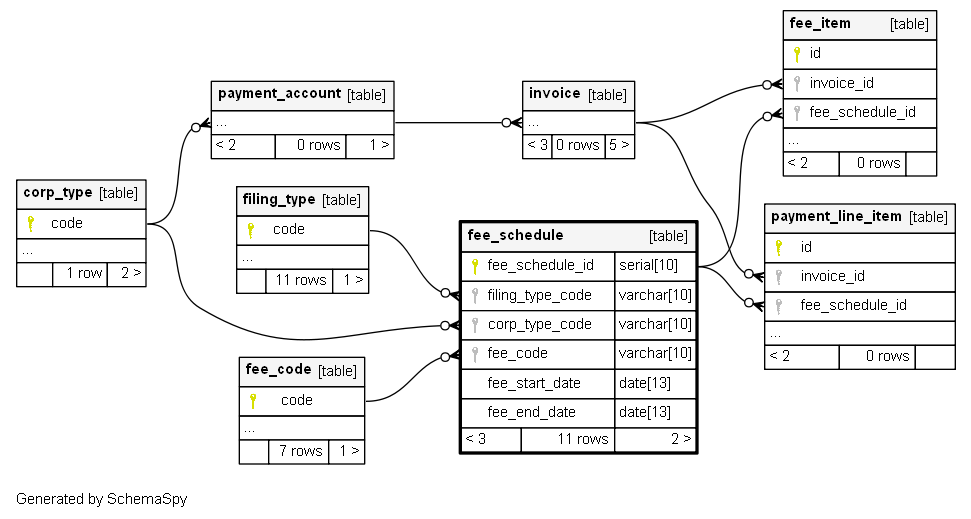 fee_item [table]
id
invoice_id
fee_schedule_id
...
< 2 0 rows
payment_account [table]
...
< 2 0 rows 1 >
invoice [table]
...
< 3 0 rows 5 >
corp_type [table]
code
...
1 row 2 >
filing_type [table]
code
...
11 rows 1 >
fee_schedule [table]
fee_schedule_id serial[10]
filing_type_code varchar[10]
corp_type_code varchar[10]
fee_code varchar[10]
fee_start_date date[13]
fee_end_date date[13]
< 3 11 rows 2 >
payment_line_item [table]
id
invoice_id
fee_schedule_id
...
< 2 0 rows
fee_code [table]
code
...
7 rows 1 >
Generated by SchemaSpy